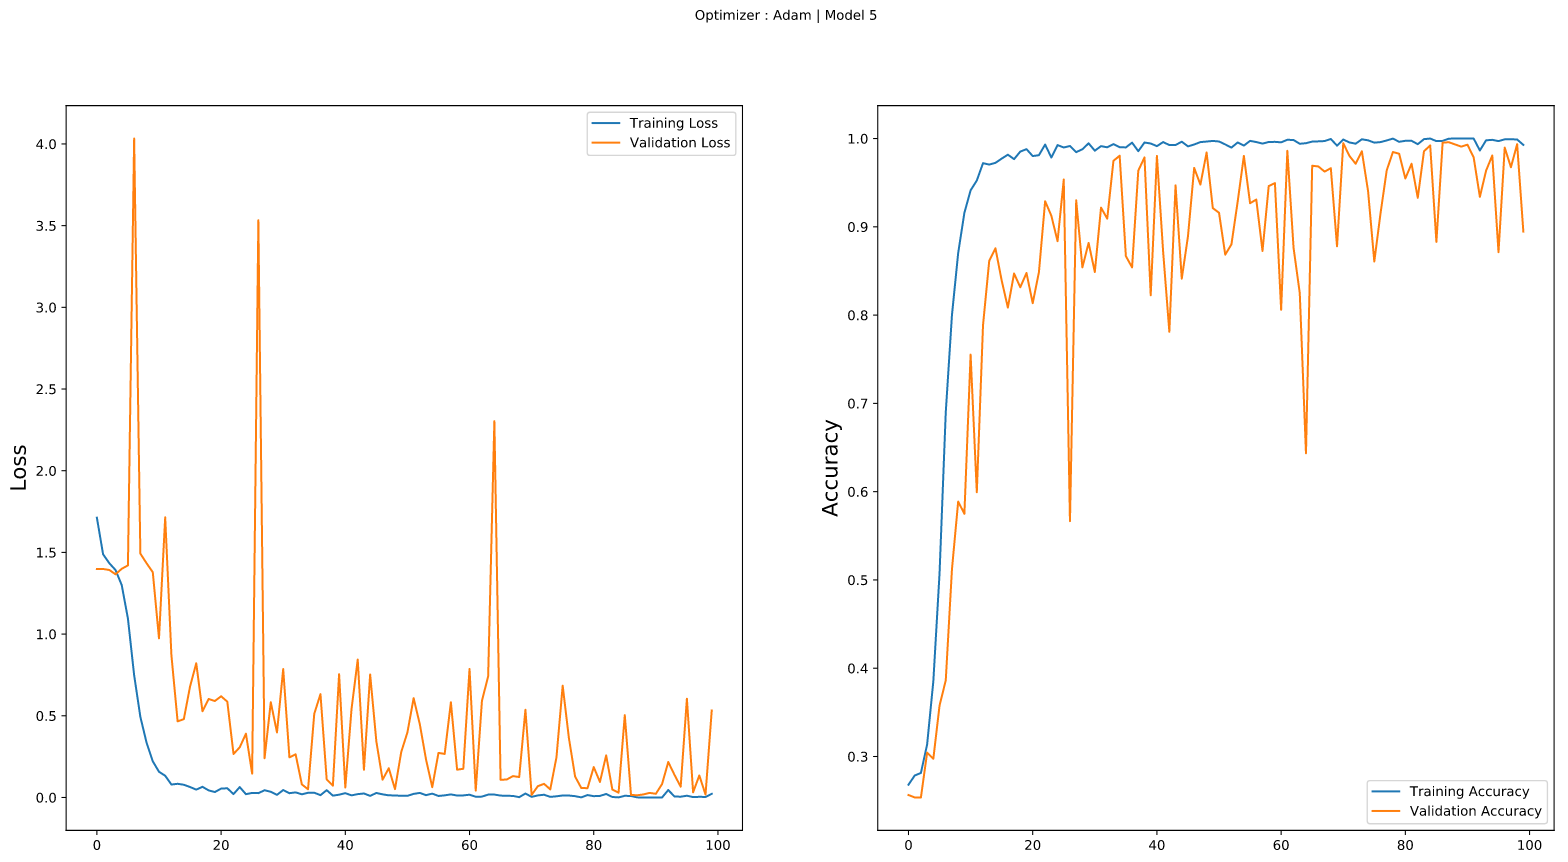 Optimizer : Adam | Model 5
Loss
4.0
3.5
3.0
2.5
2.0
1.5
1.0
0.5
0.0
0 20 40 60 80 100
Training Loss
Validation Loss
Accuracy
1.0
0.9
0.8
0.7
0.6
0.5
0.4
0.3
0 20 40 60 80 100
Training Accuracy
Validation Accuracy